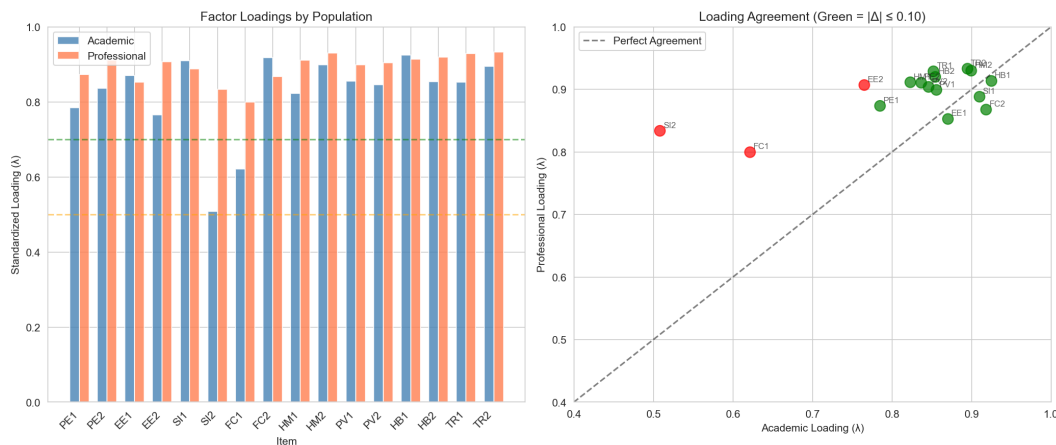 Factor Loadings by Population
Standardized Loading (λ)
1.0
0.8
0.6
0.4
0.2
0.0
Academic
Professional
PE1
PE2
EE1
EE2
SI1
SI2
FC1
FC2
HM1
HM2
PV1
PV2
HB1
HB2
TR1
TR2
Item
Loading Agreement (Green = |Δ| ≤ 0.10)
Professional Loading (λ)
1.0
0.9
0.8
0.7
0.6
0.5
0.4
Perfect Agreement
TR1
HB2
HM2
HB1
EE2
PV1
SI1
PE1
FC2
EE1
SI2
FC1
0.4
0.5
0.6
0.7
0.8
0.9
1.0
Academic Loading (λ)